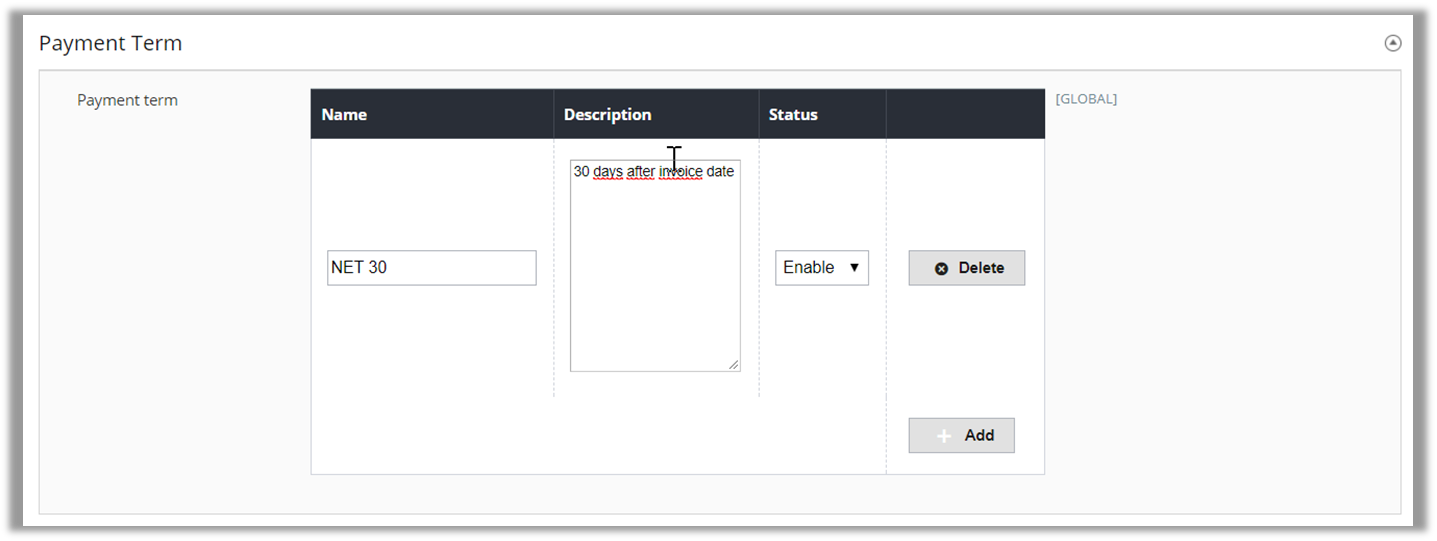 Payment Term
Payment term
[GLOBAL]
Name Description Status
30 days after invoice date
NET 30
Enable
Delete
Add